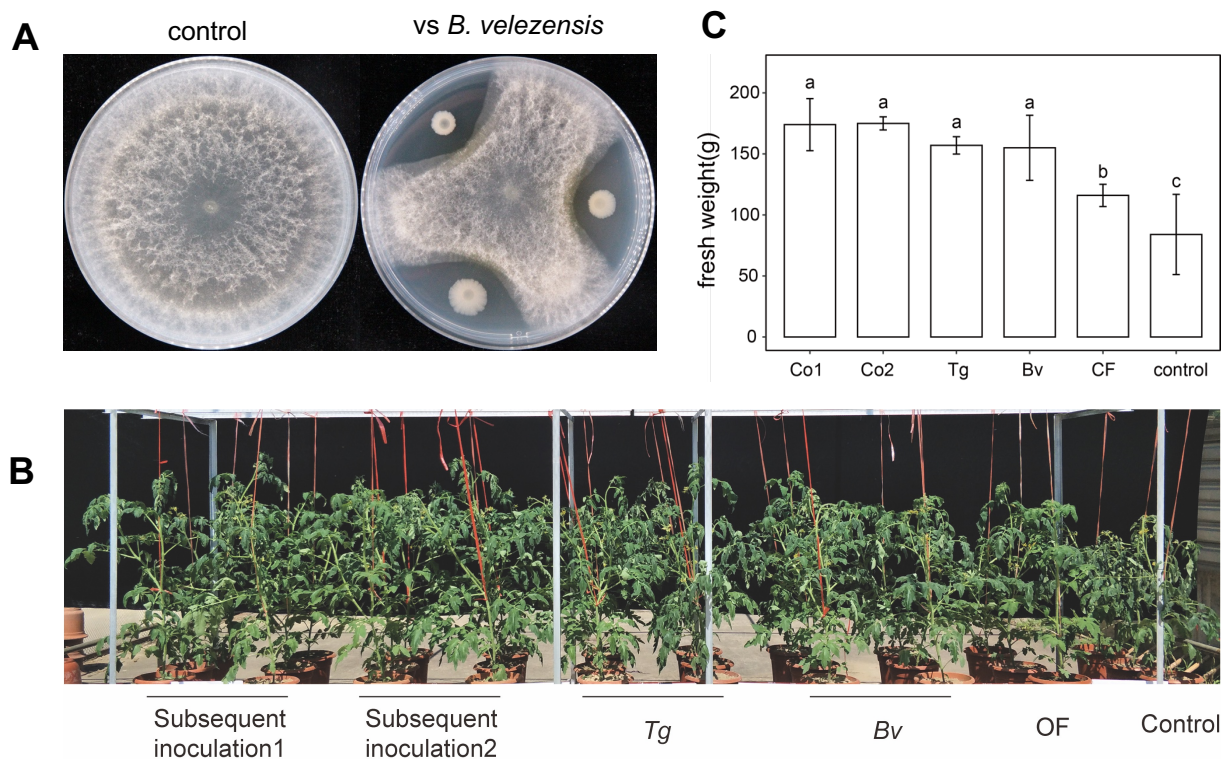 A
control
vs B. velezensis
C
fresh weight(g)
200
150
100
50
0
a
a
a
a
b
c
Co1
Co2
Tg
Bv
CF
control
B
Subsequent
inoculation1
Subsequent
inoculation2
Tg
Bv
OF
Control